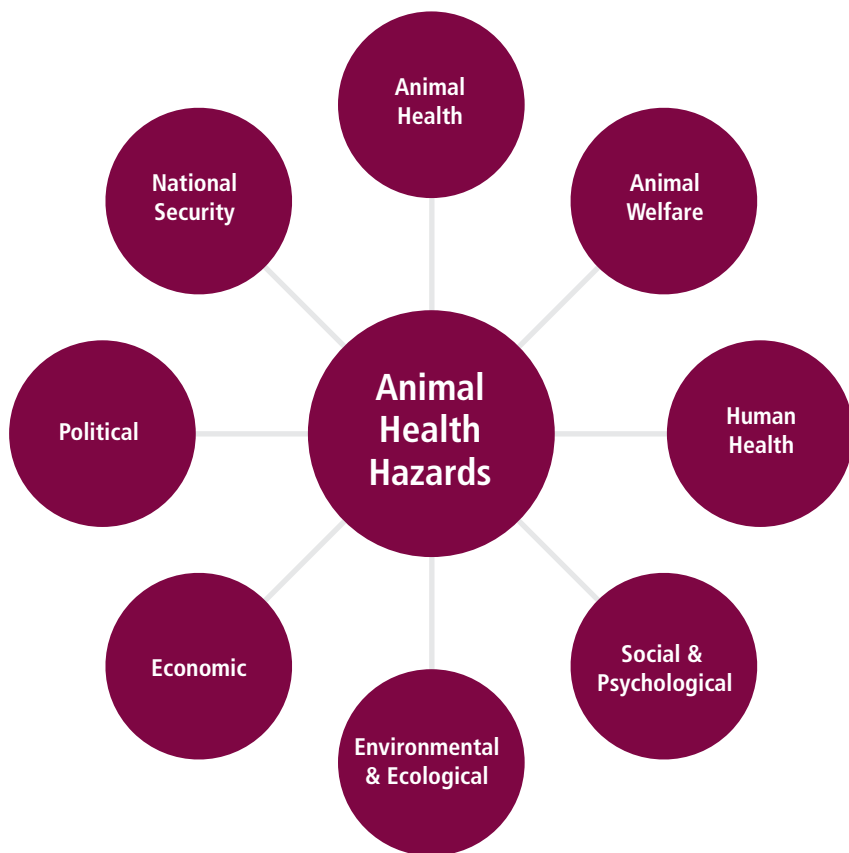 Animal
Health
National
Security
Animal
Welfare
Political
Animal
Health
Hazards
Human
Health
Economic
Social &
Psychological
Environmental
& Ecological